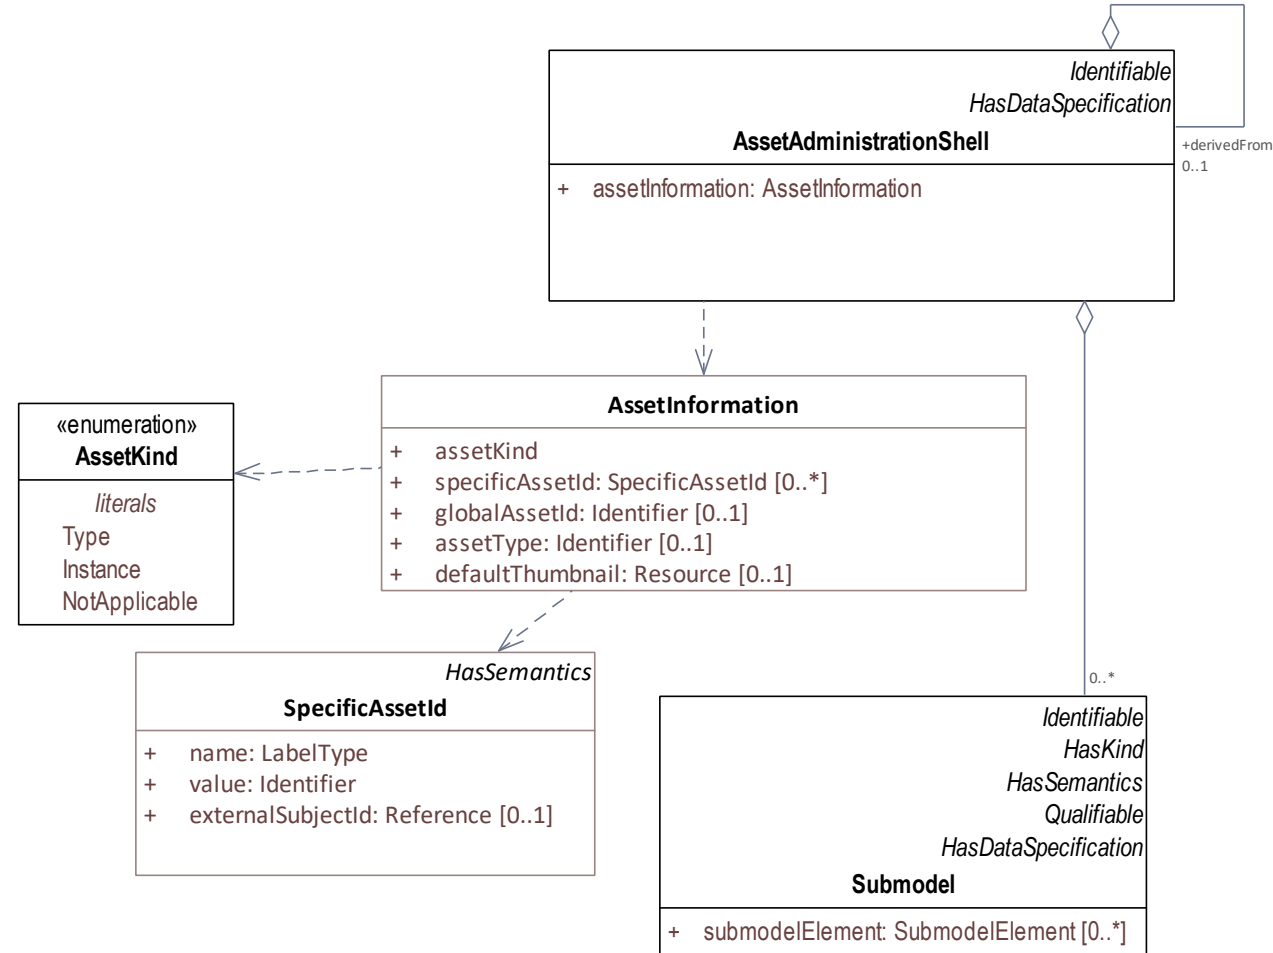 Identifiable
HasDataSpecification
AssetAdministrationShell
+derivedFrom
0..1
+ assetInformation: AssetInformation
AssetInformation
+ assetKind
+ specificAssetId: SpecificAssetId [0..*]
+ globalAssetId: Identifier [0..1]
+ assetType: Identifier [0..1]
+ defaultThumbnail: Resource [0..1]
«enumeration»
AssetKind
literals
Type
Instance
NotApplicable
HasSemantics
SpecificAssetId
+ name: LabelType
+ value: Identifier
+ externalSubjectId: Reference [0..1]
0..*
Identifiable
HasKind
HasSemantics
Qualifiable
HasDataSpecification
Submodel
+ submodelElement: SubmodelElement [0..*]